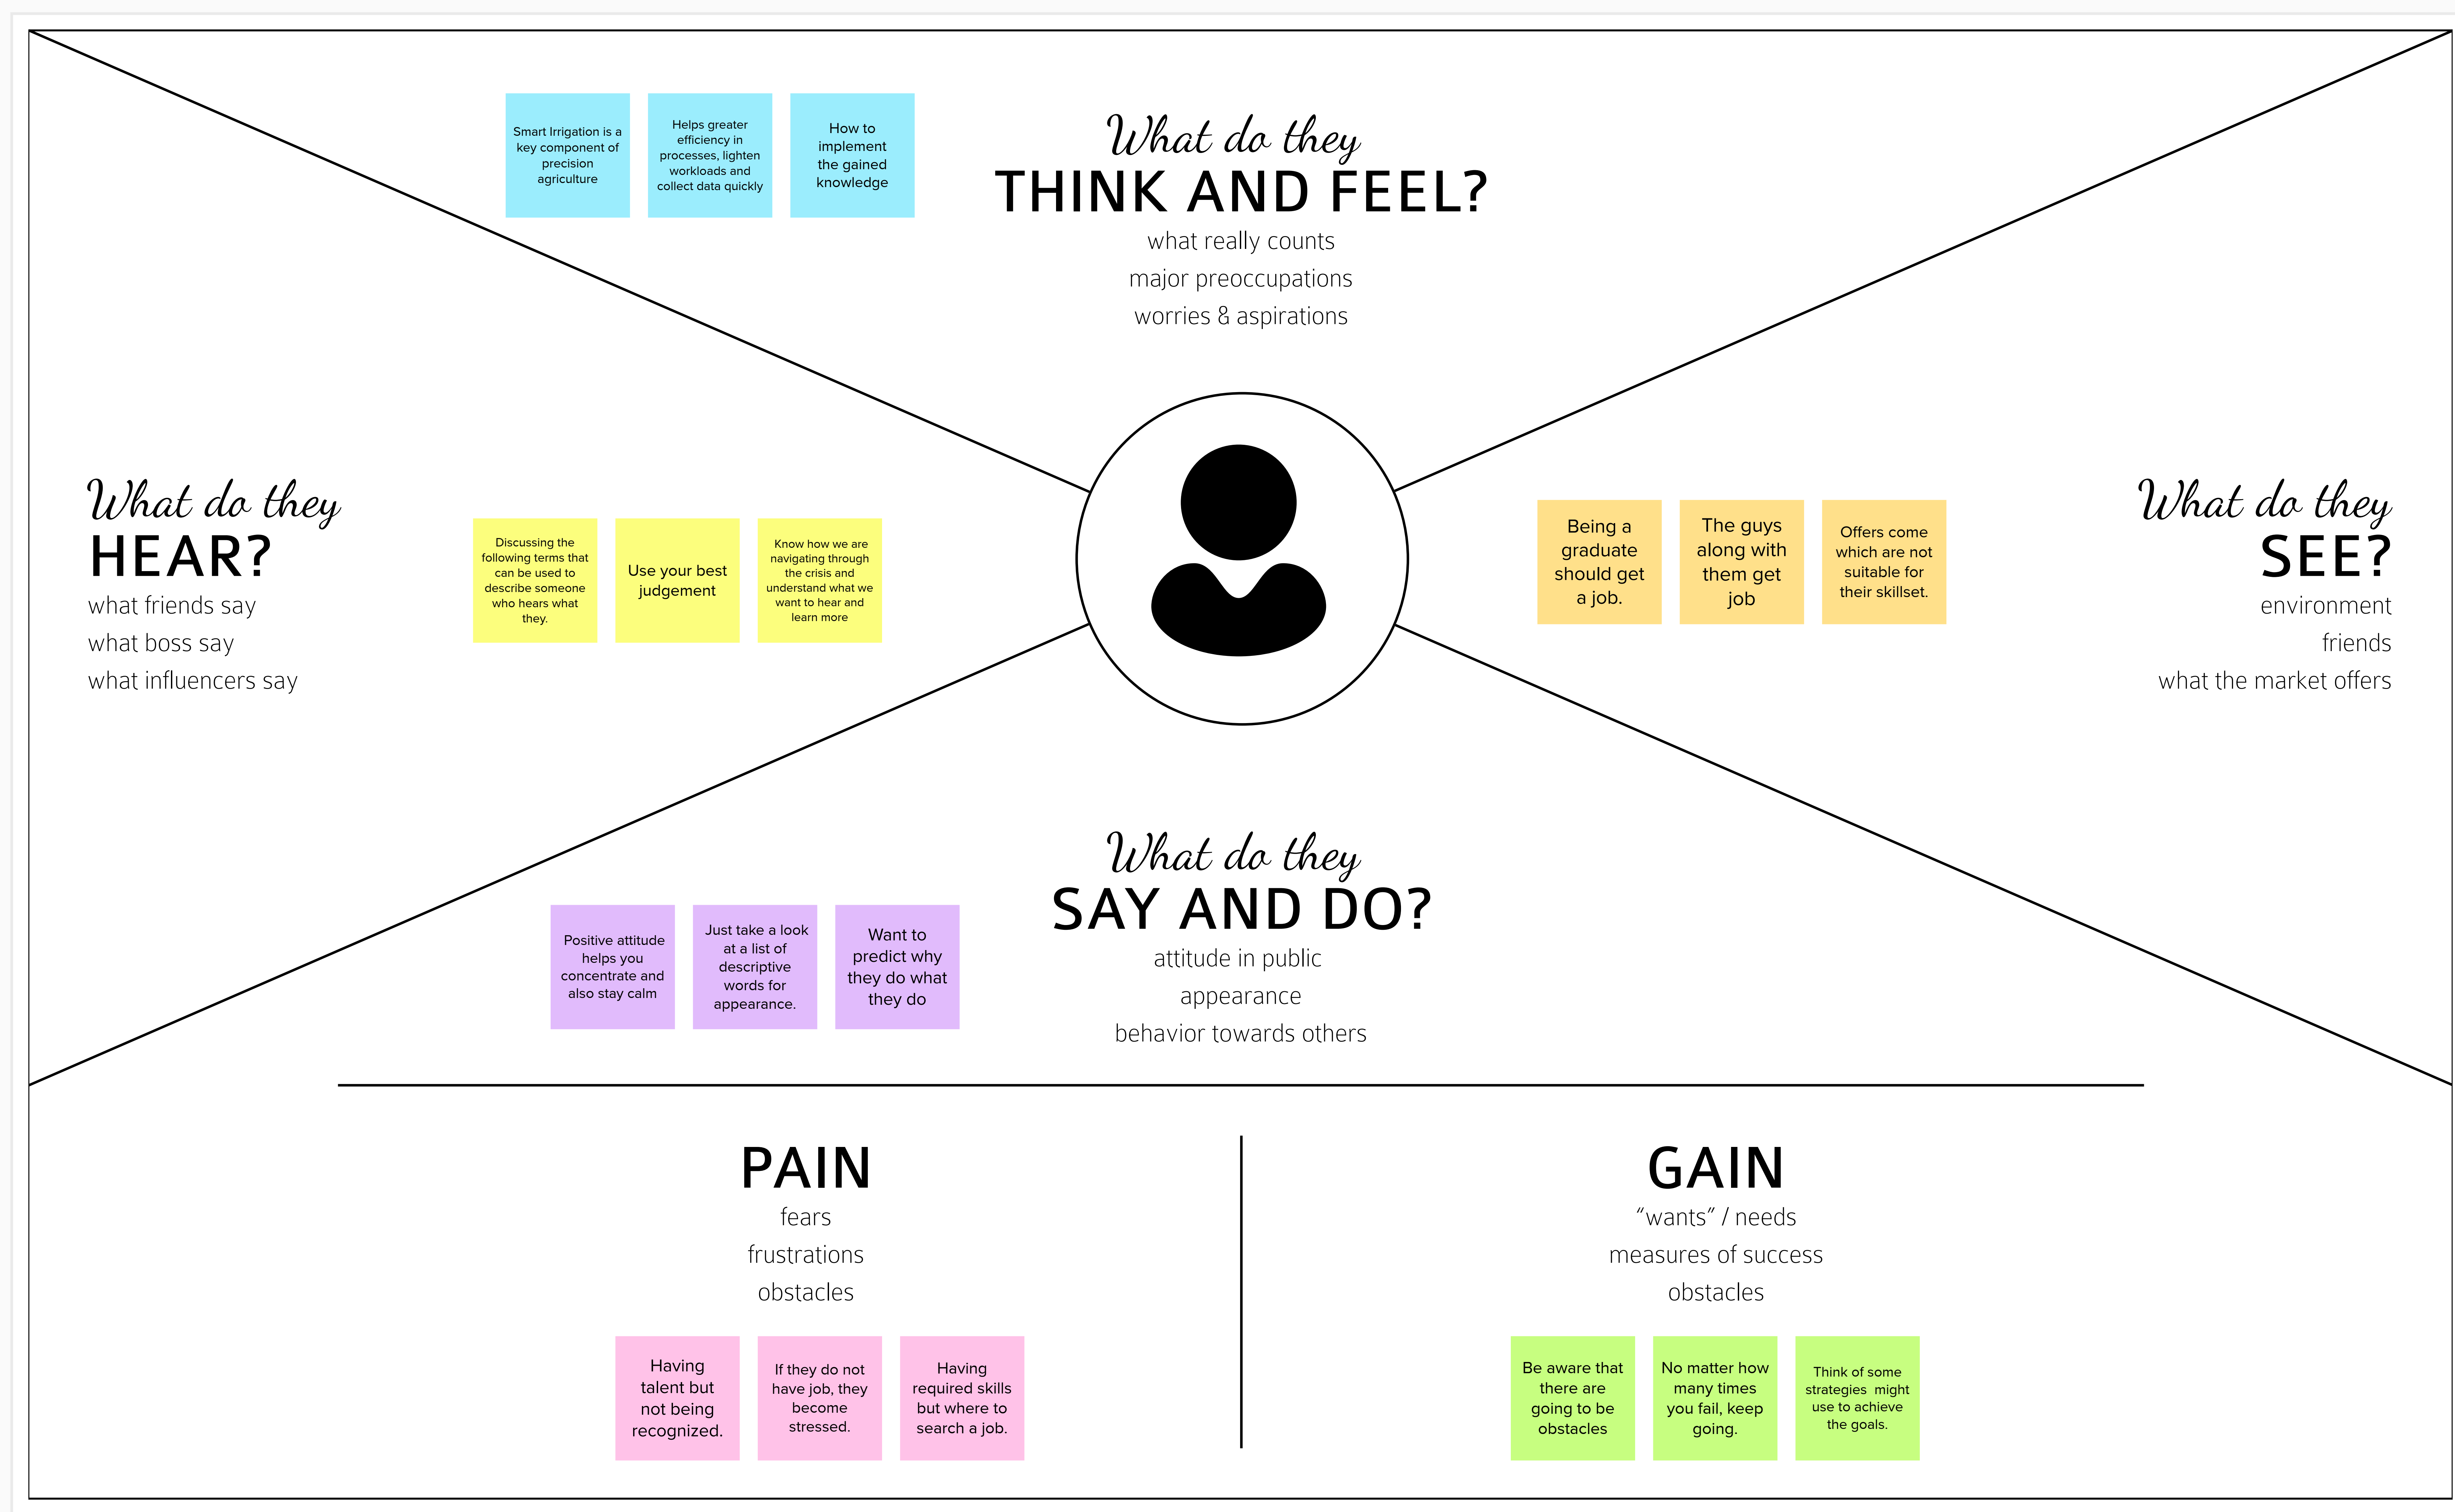 Smart Irrigation is a
key component of
precision
agriculture
Helps greater
efficiency in
processes, lighten
workloads and
collect data quickly
How to
implement
the gained
knowledge
What do they
THINK AND FEEL?
what really counts
major preoccupations
worries & aspirations
What do they
HEAR?
what friends say
what boss say
what influencers say
Discussing the
following terms that
can be used to
describe someone
who hears what
they.
Use your best
judgement
Know how we are
navigating through
the crisis and
understand what we
want to hear and
learn more
Being a
graduate
should get
a job.
The guys
along with
them get
job
Offers come
which are not
suitable for
their skillset.
What do they
SEE?
environment
friends
what the market offers
Positive attitude
helps you
concentrate and
also stay calm
Just take a look
at a list of
descriptive
words for
appearance.
Want to
predict why
they do what
they do
What do they
SAY AND DO?
attitude in public
appearance
behavior towards others
PAIN
fears
frustrations
obstacles
Having
talent but
not being
recognized.
If they do not
have job, they
become
stressed.
Having
required skills
but where to
search a job.
GAIN
“wants” / needs
measures of success
obstacles
Be aware that
there are
going to be
obstacles
No matter how
many times
you fail, keep
going.
Think of some
strategies might
use to achieve
the goals.